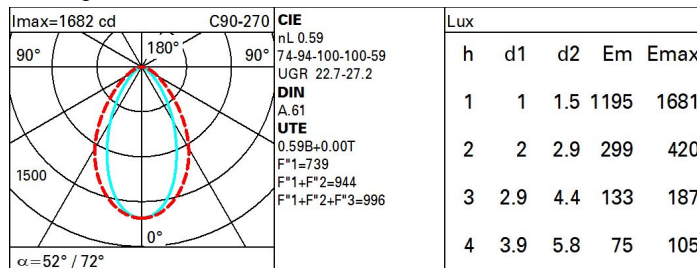 Imax=1682 cd C90-270
90° 180° 90°
1500
0°
α=52° / 72°
CIE
nL 0.59
74-94-100-100-59
UGR 22.7-27.2
DIN
A.61
UTE
0.59B+0.00T
F"1=739
F"1+F"2=944
F"1+F"2+F"3=996
Lux
h d1 d2 Em Emax
1 1 1.5 1195 1681
2 2 2.9 299 420
3 2.9 4.4 133 187
4 3.9 5.8 75 105